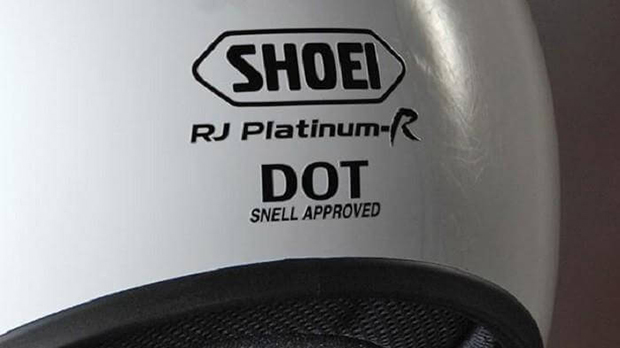 SHOEI
RJ Platinum-R
DOT
SNELL APPROVED